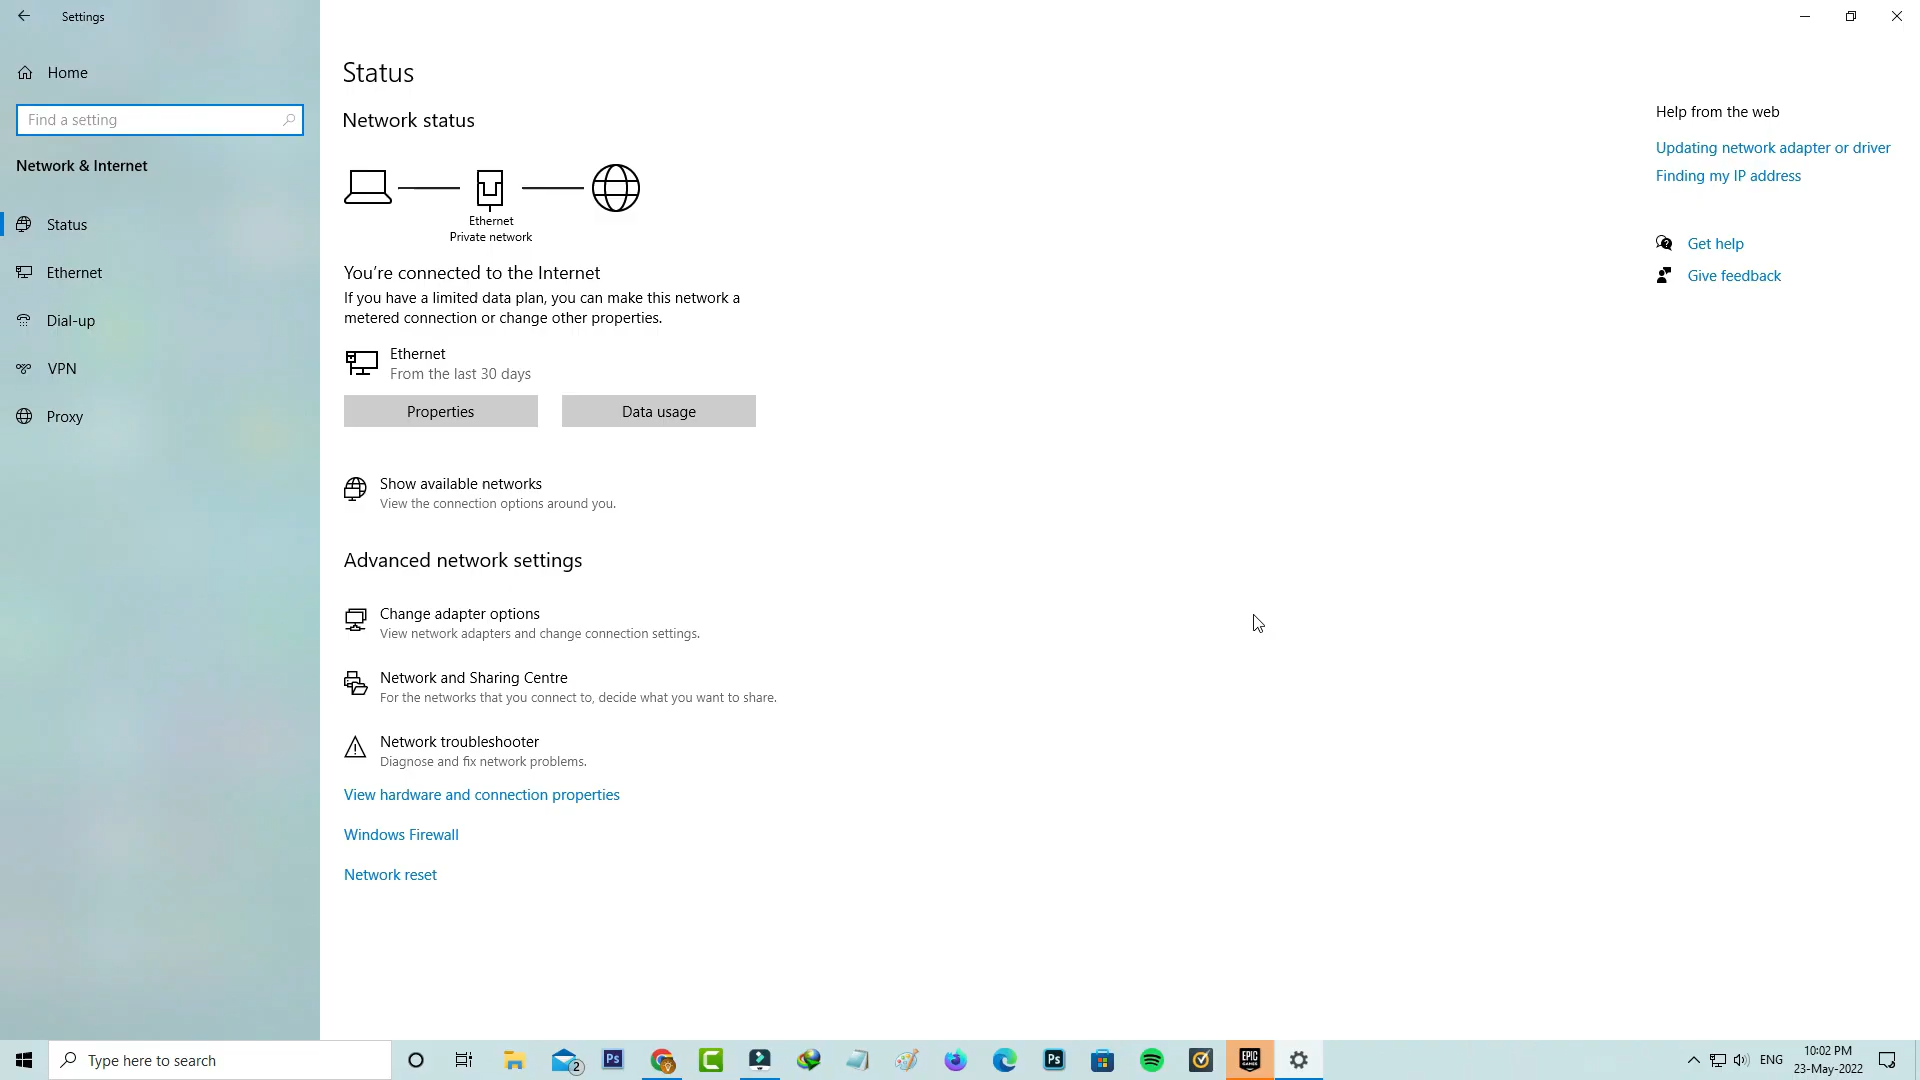 Settings
Home
Find a setting
Network & Internet
Status
Ethernet
Dial-up
VPN
Proxy
Status
Network status
Ethernet
Private network
You're connected to the Internet
If you have a limited data plan, you can make this network a
metered connection or change other properties.
Ethernet
From the last 30 days
Properties
Data usage
Show available networks
View the connection options around you.
Advanced network settings
Change adapter options
View network adapters and change connection settings.
Network and Sharing Centre
For the networks that you connect to, decide what you want to share.
Network troubleshooter
Diagnose and fix network problems.
View hardware and connection properties
Windows Firewall
Network reset
Help from the web
Updating network adapter or driver
Finding my IP address
Get help
Give feedback
Type here to search
2
Ps
Ps
EPIC
GAMES
ENG
10:02 PM
23-May-2022